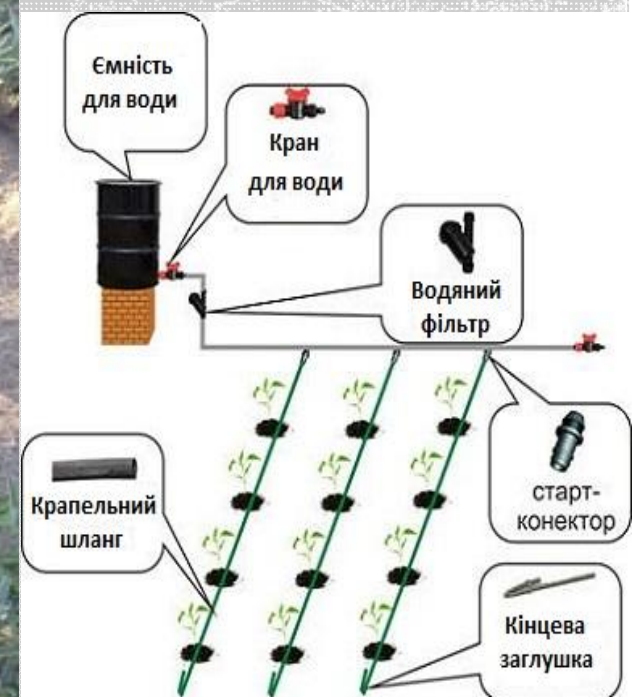 Ємність
для води
Кран
для води
Водяний
фільтр
старт-
конектор
Крапельний
шланг
Кінцева
заглушка